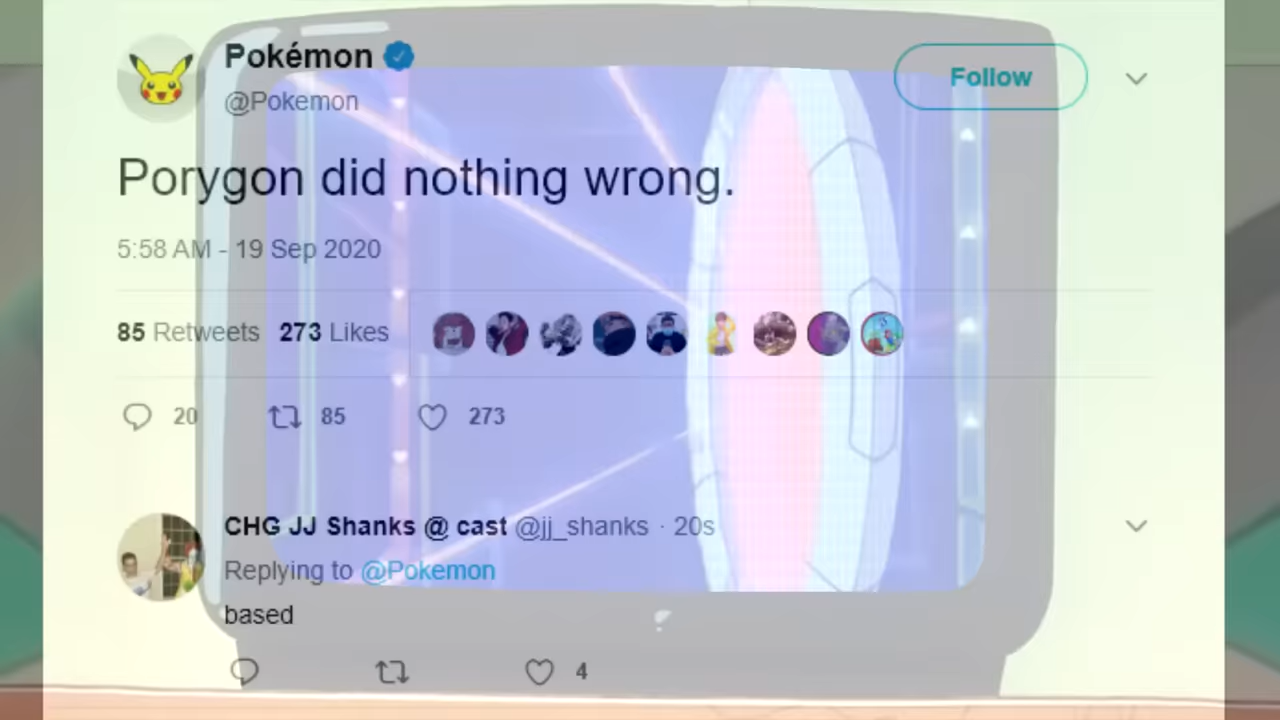 Pokémon
Follow
@Pokemon
Porygon did nothing wrong.
5:58 AM - 19 Sep 2020
85 Retweets 273 Likes
20 85 273
CHG JJ Shanks @ cast @jj_shanks · 20s
Replying to @Pokemon
based
4